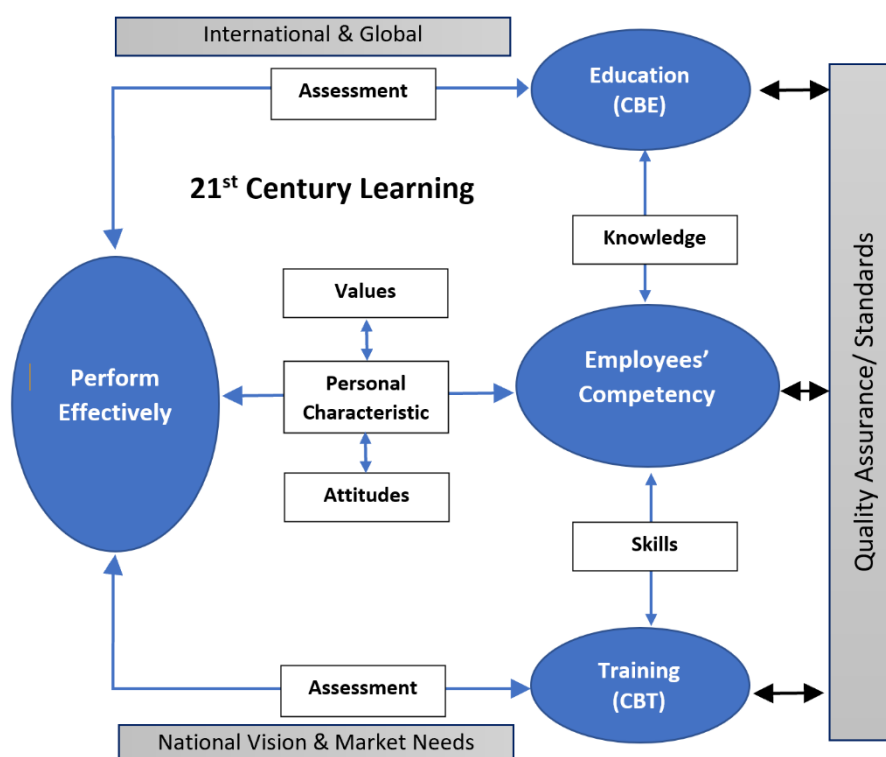 International & Global
Assessment
Education
(CBE)
21st Century Learning
Knowledge
Values
Perform
Effectively
Personal
Characteristic
Employees’
Competency
Attitudes
Skills
Assessment
Training
(CBT)
National Vision & Market Needs
Quality Assurance/ Standards